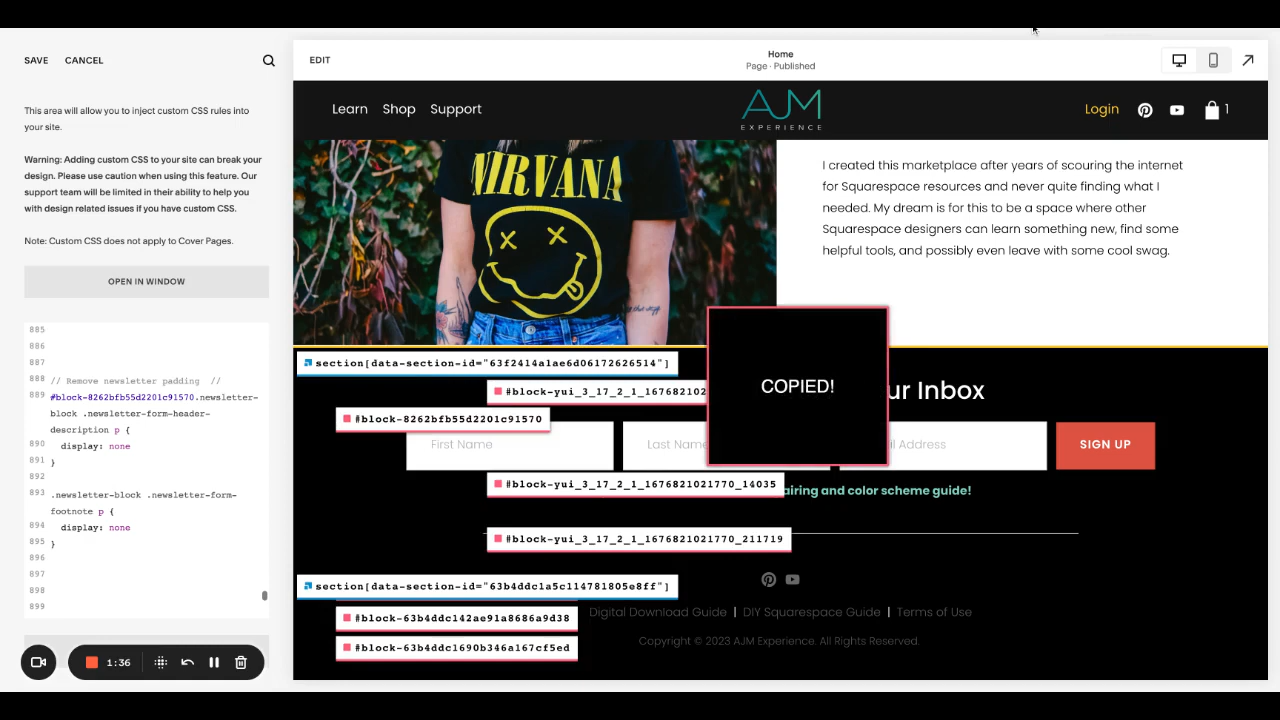 SAVE
CANCEL
This area will allow you to inject custom CSS rules into
your site.
Warning: Adding custom CSS to your site can break your
design. Please use caution when using this feature. Our
support team will be limited in their ability to help you
with design related issues if you have custom CSS.
Note: Custom CSS does not apply to Cover Pages.
OPEN IN WINDOW
885
886
887
888 // Remove newsletter padding //
889 #block-8262bfb55d2201c91570.newsletter-
block .newsletter-form-header-
description p {
890 display: none
891 }
892
893 .newsletter-block .newsletter-form-
footnote p {
894 display: none
895 }
896
897
898
899
1:36
EDIT
Home
Page · Published
Learn
Shop
Support
AJM
EXPERIENCE
Login
1
NIRVANA
I created this marketplace after years of scouring the internet
for Squarespace resources and never quite finding what I
needed. My dream is for this to be a space where other
Squarespace designers can learn something new, find some
helpful tools, and possibly even leave with some cool swag.
section[data-section-id="63f2414a1ae6d06172626514"]
#block-yui_3_17_2_1_167682102
ur Inbox
COPIED!
#block-8262bfb55d2201c91570
First Name
Last Name
il Address
SIGN UP
#block-yui_3_17_2_1_1676821021770_14035
airing and color scheme guide!
#block-yui_3_17_2_1_1676821021770_211719
section[data-section-id="63b4ddc1a5c114781805e8ff"]
#block-63b4ddc142ae91a8686a9d38
Digital Download Guide | DIY Squarespace Guide | Terms of Use
#block-63b4ddc1690b346a167cf5ed
Copyright © 2023 AJM Experience. All Rights Reserved.